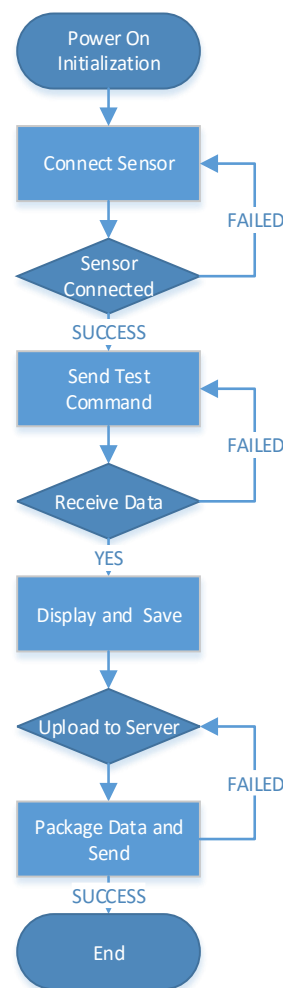 Power On
Initialization
Connect Sensor
FAILED
Sensor
Connected
SUCCESS
Send Test
Command
FAILED
Receive Data
YES
Display and Save
Upload to Server
FAILED
Package Data and
Send
SUCCESS
End